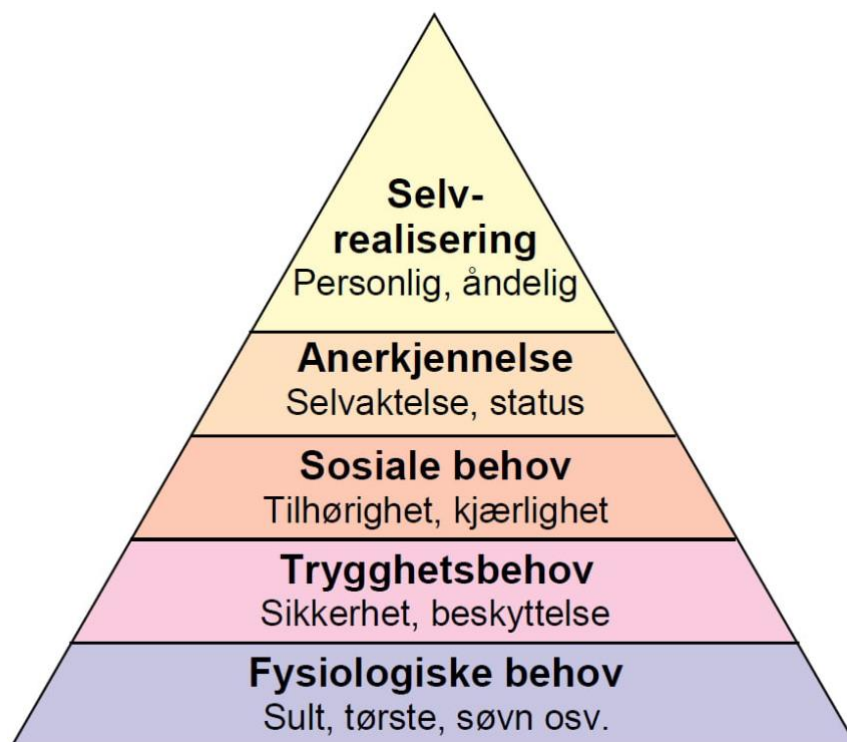 Selv-
realisering
Personlig, åndelig
Anerkjennelse
Selvaktelse, status
Sosiale behov
Tilhørighet, kjærlighet
Trygghetsbehov
Sikkerhet, beskyttelse
Fysiologiske behov
Sult, tørste, søvn osv.